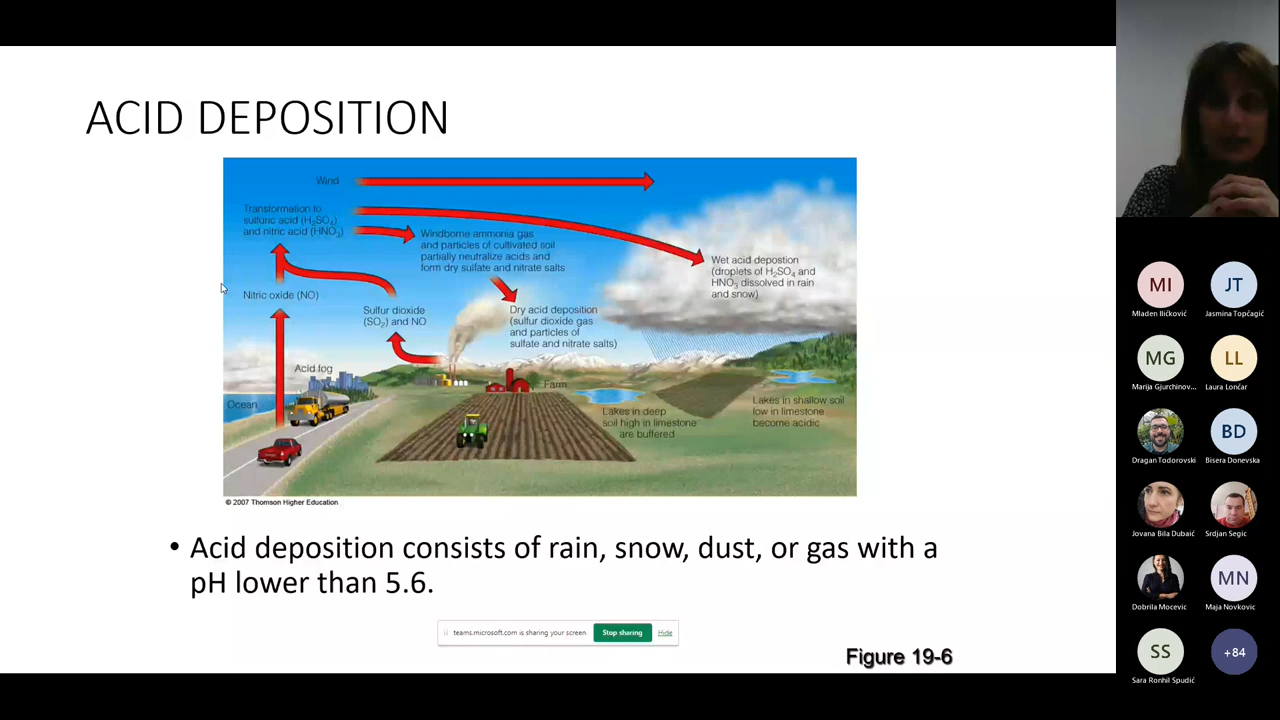 ACID DEPOSITION
Wind
Transformation to
sulfuric acid (H₂SO₄)
and nitric acid (HNO₃)
Windborne ammonia gas
and particles of cultivated soil
partially neutralize acids and
form dry sulfate and nitrate salts
Wet acid depostion
(droplets of H₂SO₄ and
HNO₃ dissolved in rain
and snow)
Nitric oxide (NO)
Sulfur dioxide
(SO₂) and NO
Dry acid deposition
(sulfur dioxide gas
and particles of
sulfate and nitrate salts)
Acid fog
Ocean
Farm
Lakes in deep
soil high in limestone
are buffered
Lakes in shallow soil
low in limestone
become acidic
© 2007 Thomson Higher Education
• Acid deposition consists of rain, snow, dust, or gas with a
pH lower than 5.6.
teams.microsoft.com is sharing your screen.
Stop sharing
Hide
Figure 19-6
MI
JT
Mladen Iličković
Jasmina Topčagić
MG
LL
Marija Gjurchinov...
Laura Lončar
BD
Dragan Todorovski
Bisera Donevska
Jovana Bila Dubaić
Srdjan Segic
MN
Dobrila Mocevic
Maja Novkovic
SS
+84
Sara Ronhil Spudić